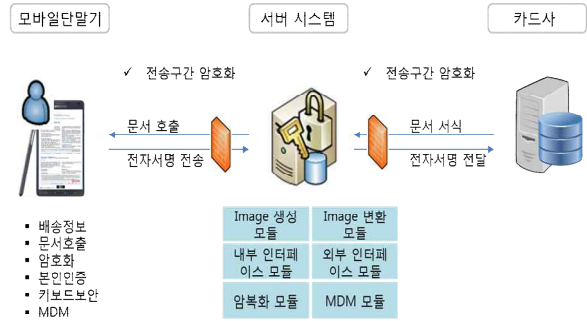 모바일단말기
서버 시스템
카드사
✓ 전송구간 암호화
✓ 전송구간 암호화
문서 호출
전자서명 전송
문서 서식
전자서명 전달
Image 생성
모듈
Image 변환
모듈
내부 인터페
이스 모듈
외부 인터페
이스 모듈
암복화 모듈
MDM 모듈
▪ 배송정보
▪ 문서호출
▪ 암호화
▪ 본인인증
▪ 키보드보안
▪ MDM